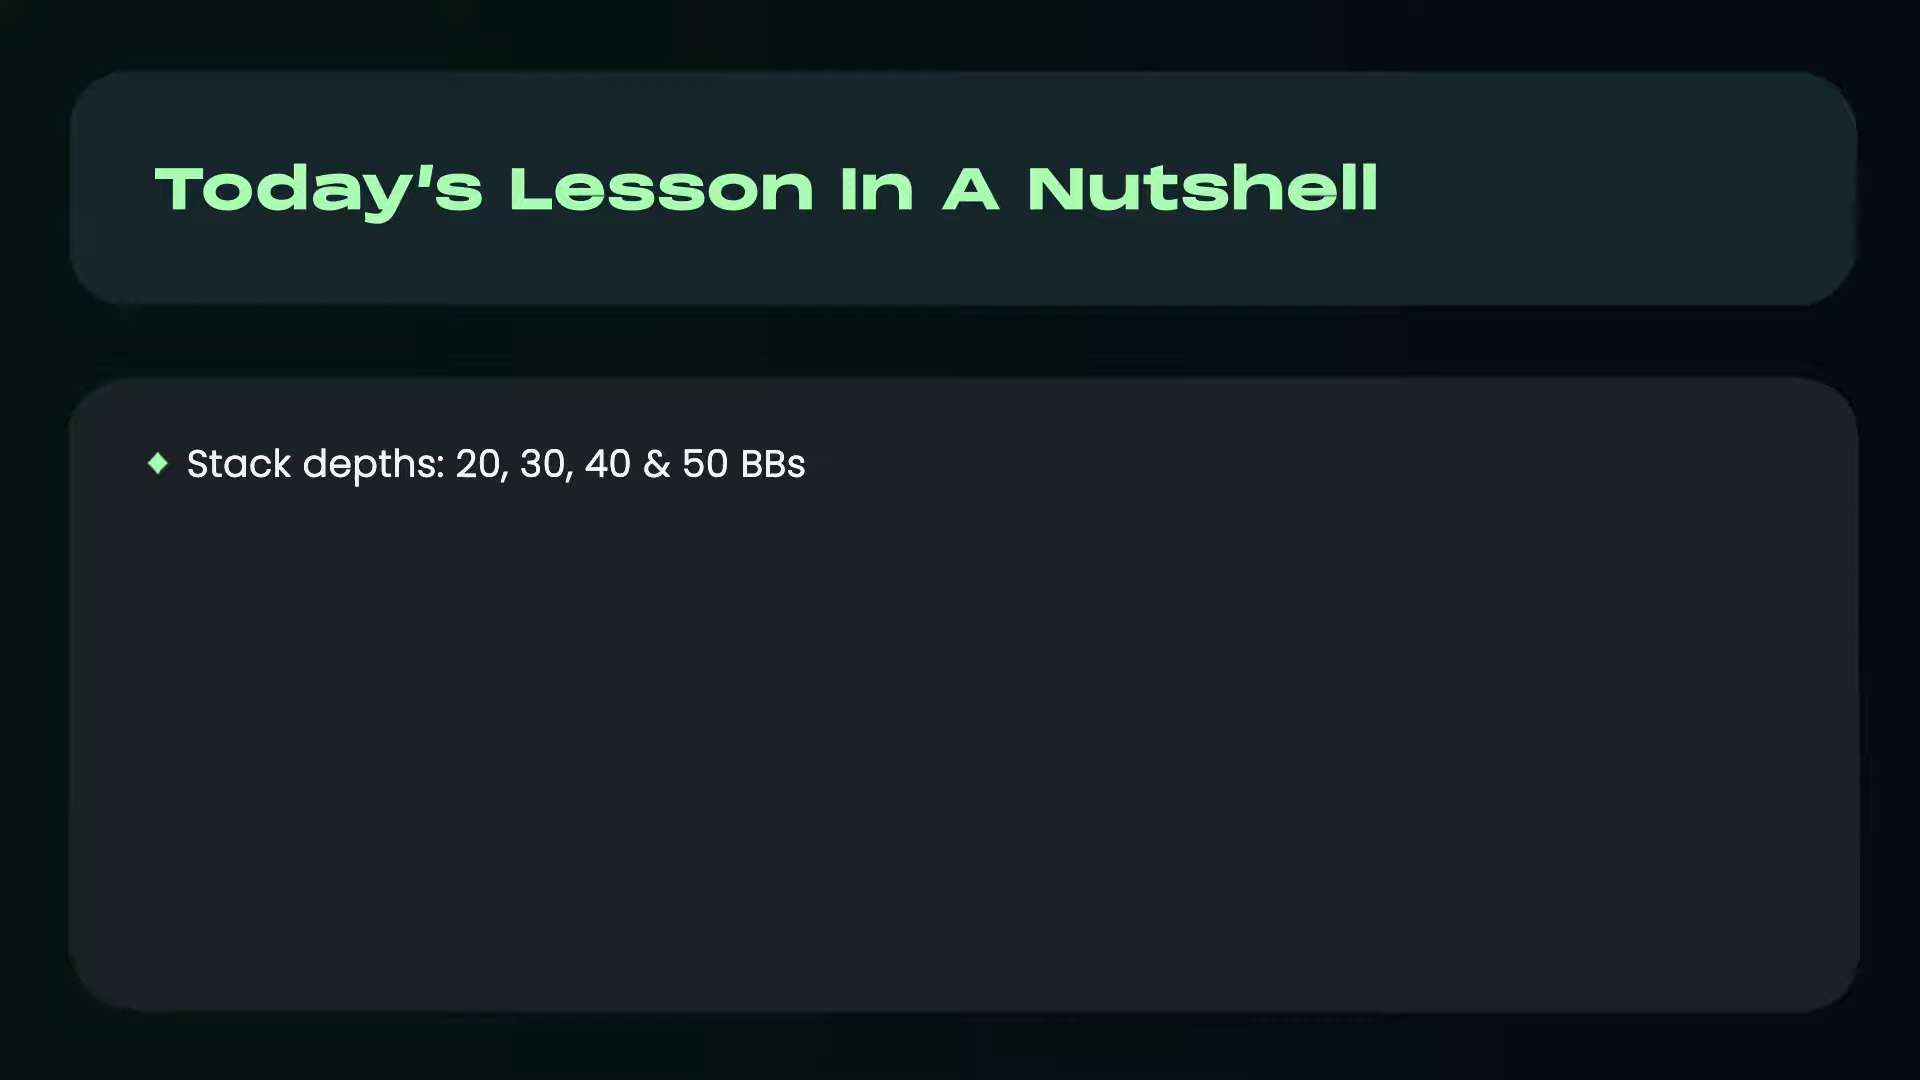 Today's Lesson In A Nutshell
Stack depths: 20, 30, 40 & 50 BBs